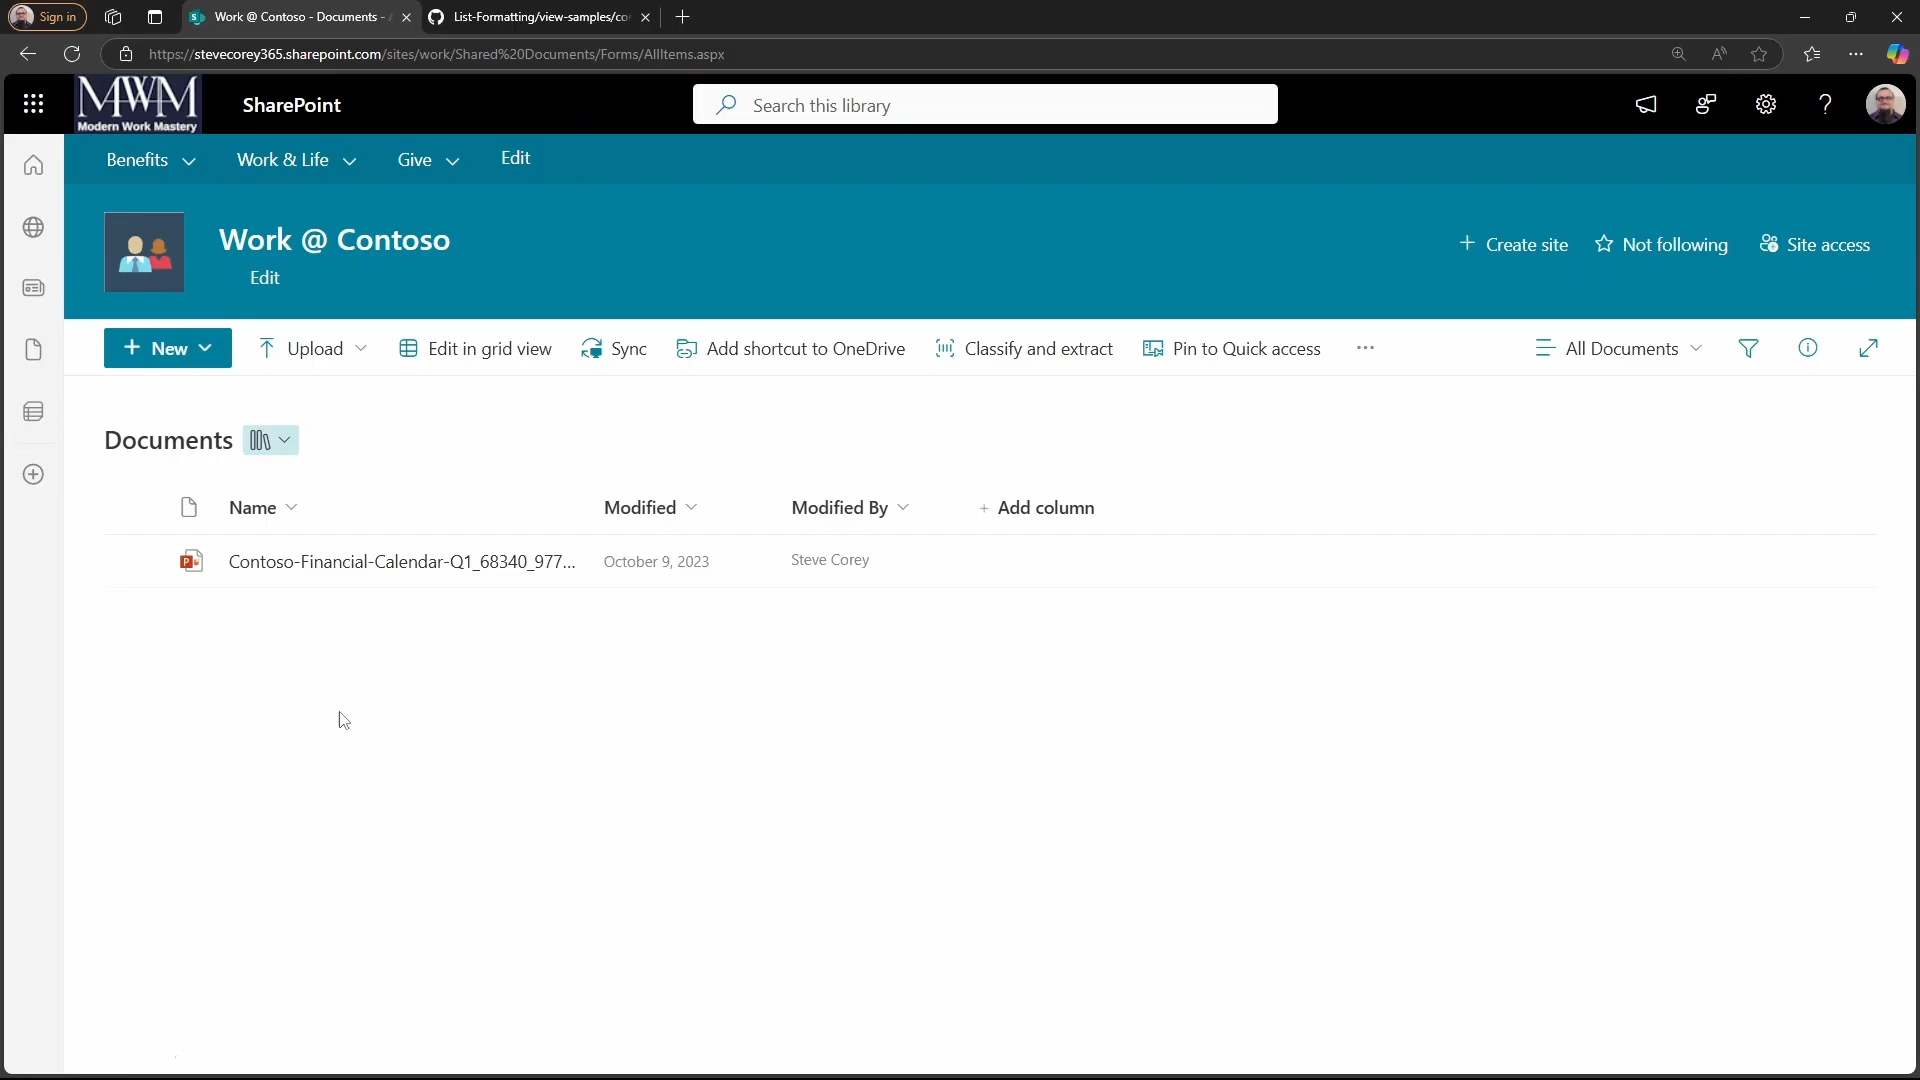 Sign in
Work @ Contoso - Documents -
List-Formatting/view-samples/co
https://stevecorey365.sharepoint.com/sites/work/Shared%20Documents/Forms/AllItems.aspx
MWM
Modern Work Mastery
SharePoint
Search this library
Benefits
Work & Life
Give
Edit
Work @ Contoso
Edit
Create site
Not following
Site access
New
Upload
Edit in grid view
Sync
Add shortcut to OneDrive
Classify and extract
Pin to Quick access
All Documents
Documents
Name
Modified
Modified By
+ Add column
Contoso-Financial-Calendar-Q1_68340_977...
October 9, 2023
Steve Corey